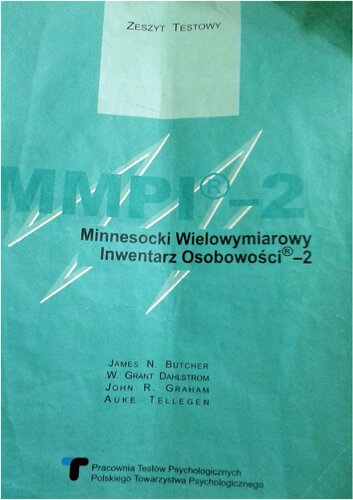 ZESZYT TESTOWY
MMPI®-2
Minnesocki Wielowymiarowy
Inwentarz Osobowości®-2
JAMES N. BUTCHER
W. GRANT DAHLSTROM
JOHN R. GRAHAM
AUKE TELLEGEN
Pracownia Testów Psychologicznych
Polskiego Towarzystwa Psychologicznego